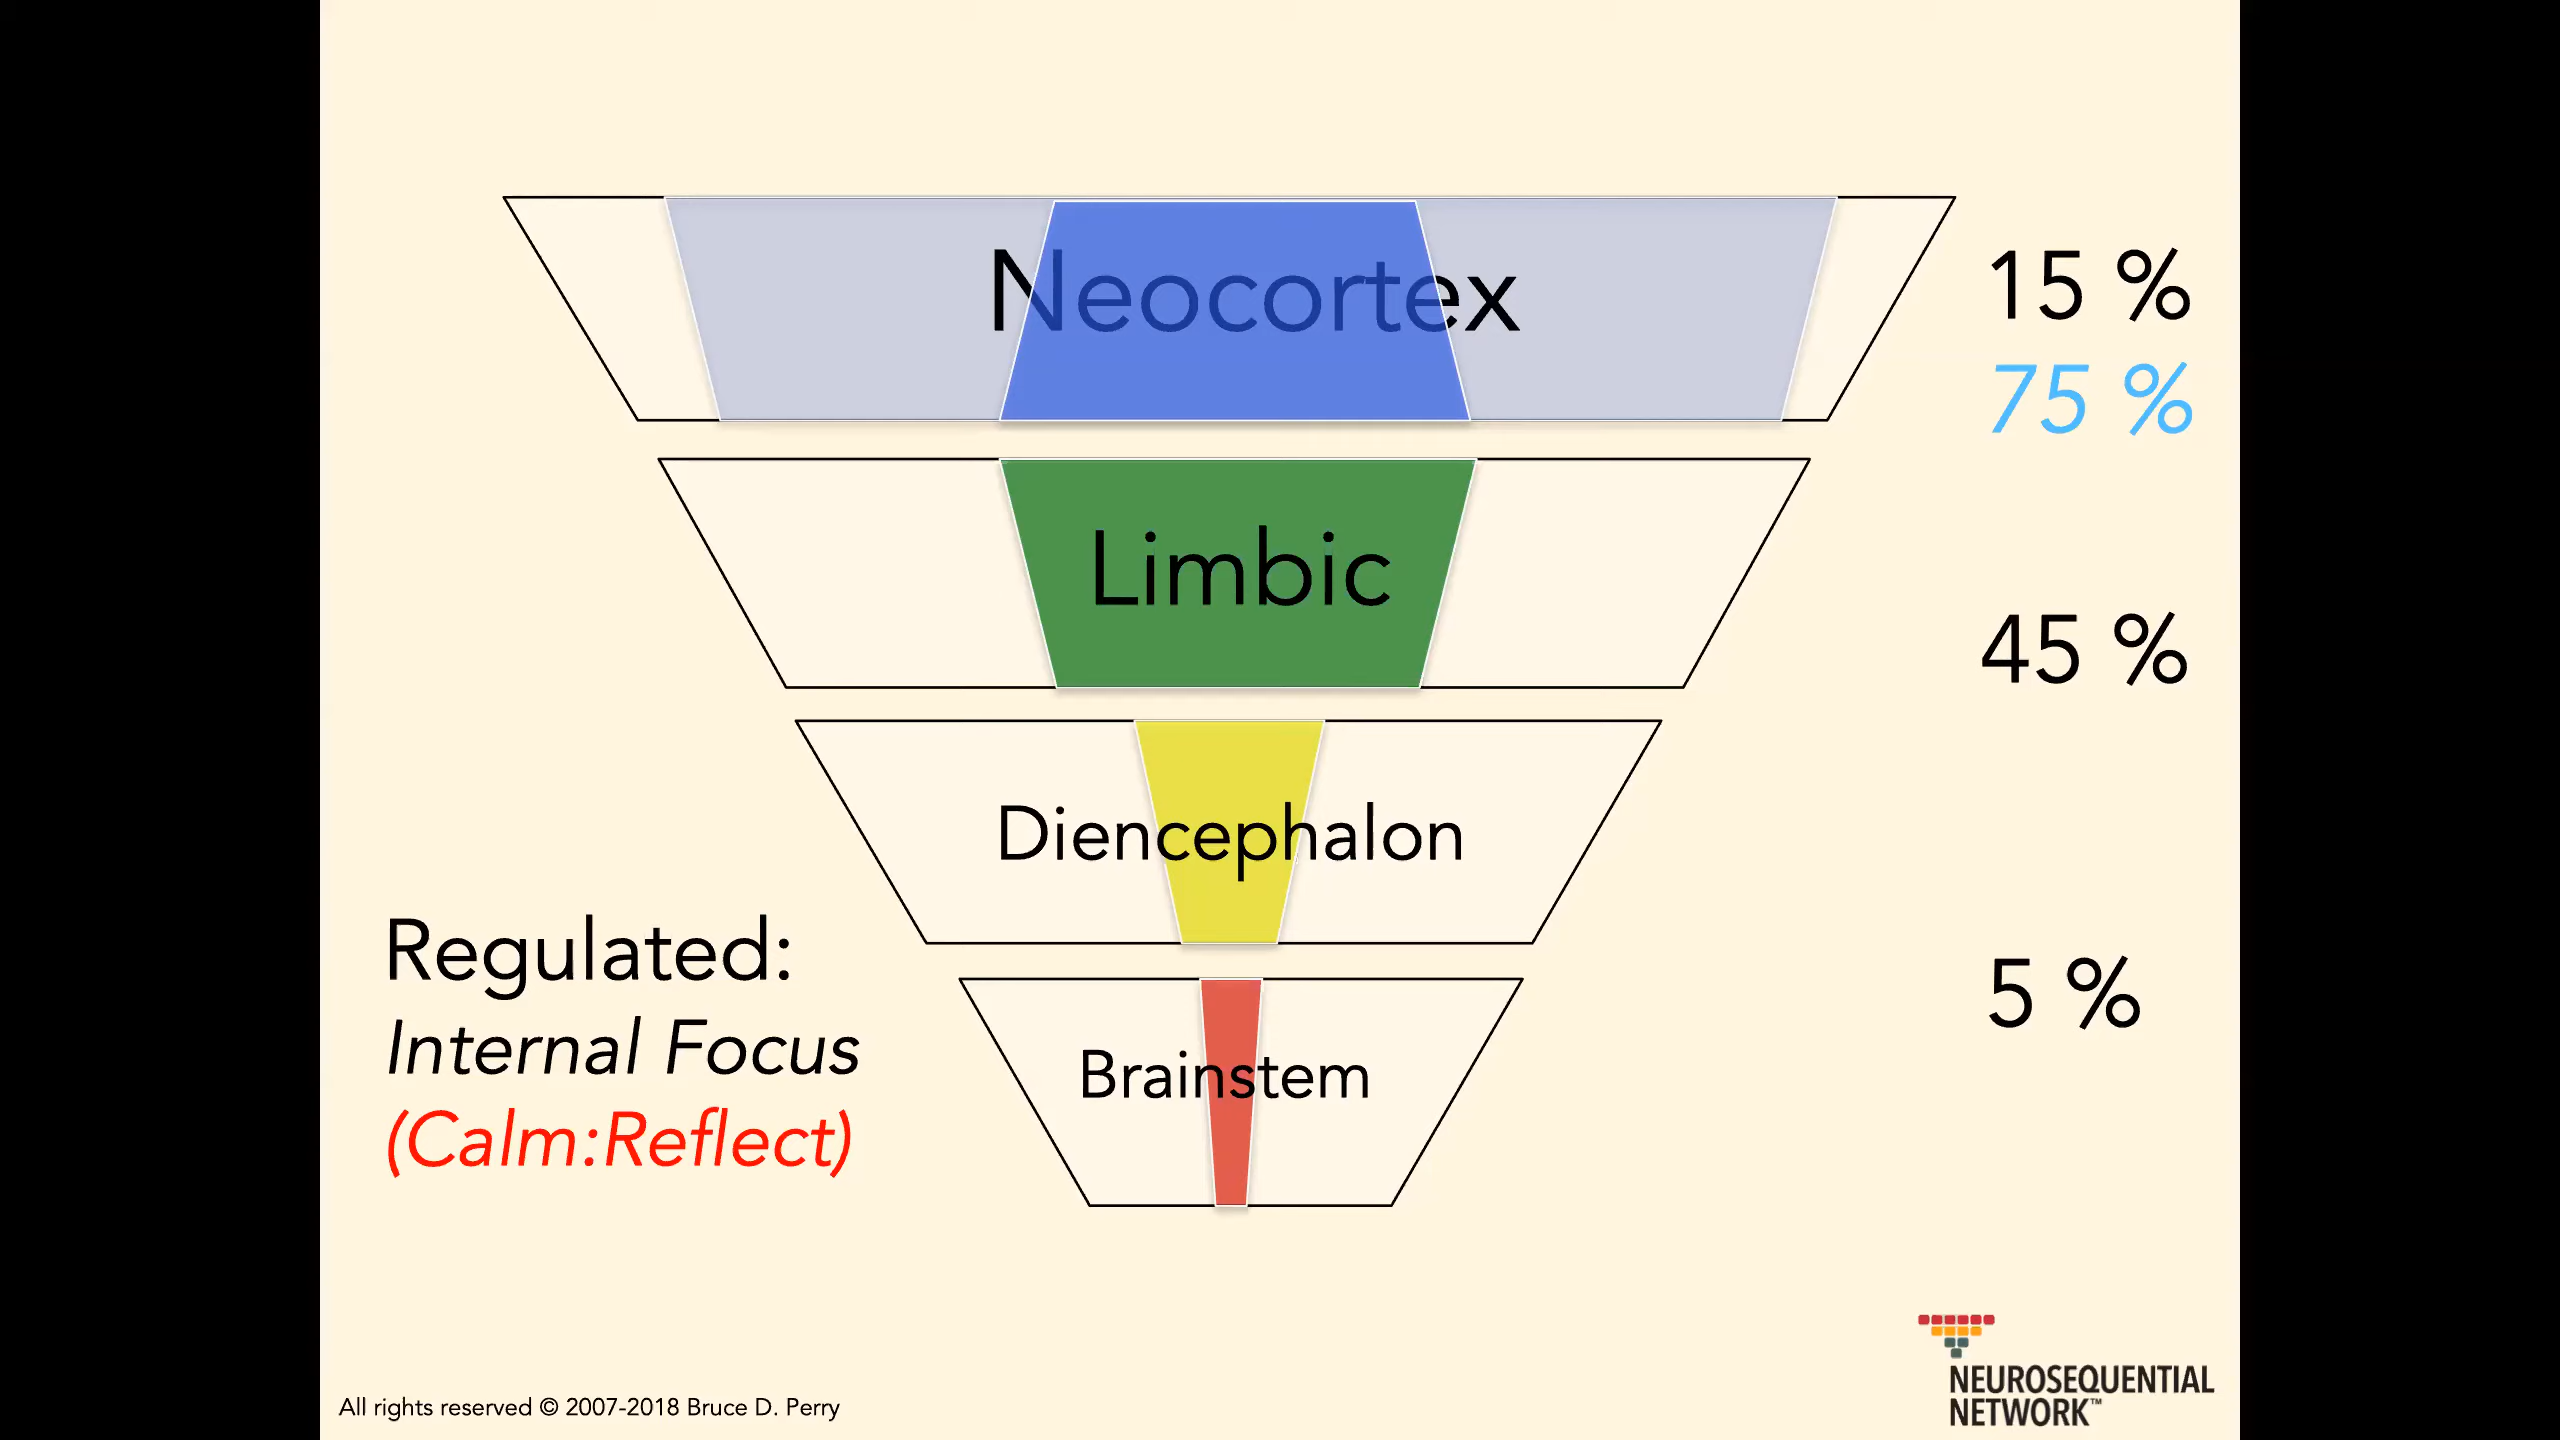 Neocortex
15 %
75 %
Limbic
45 %
Diencephalon
Regulated:
Internal Focus
(Calm:Reflect)
5 %
Brainstem
NEUROSEQUENTIAL
NETWORK™
All rights reserved © 2007-2018 Bruce D. Perry